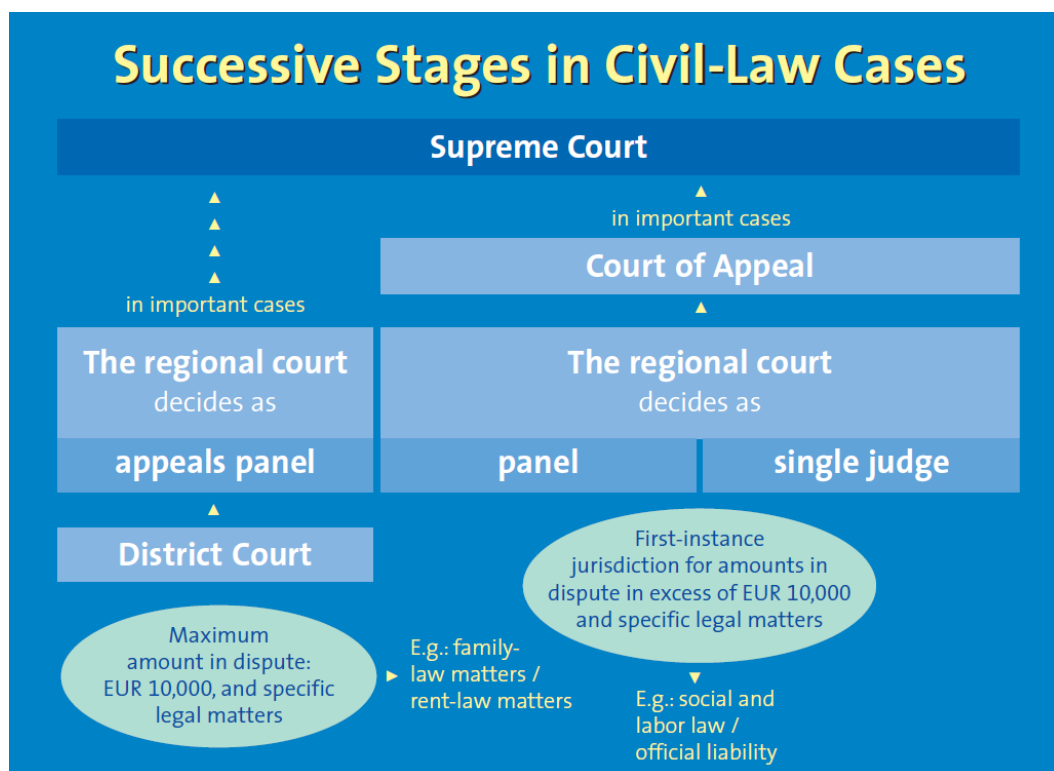 Successive Stages in Civil-Law Cases
Supreme Court
in important cases
Court of Appeal
in important cases
The regional court
decides as
appeals panel
The regional court
decides as
panel
single judge
District Court
First-instance
jurisdiction for amounts in
dispute in excess of EUR 10,000
and specific legal matters
Maximum
amount in dispute:
EUR 10,000, and specific
legal matters
E.g.: family-
law matters /
rent-law matters
E.g.: social and
labor law /
official liability